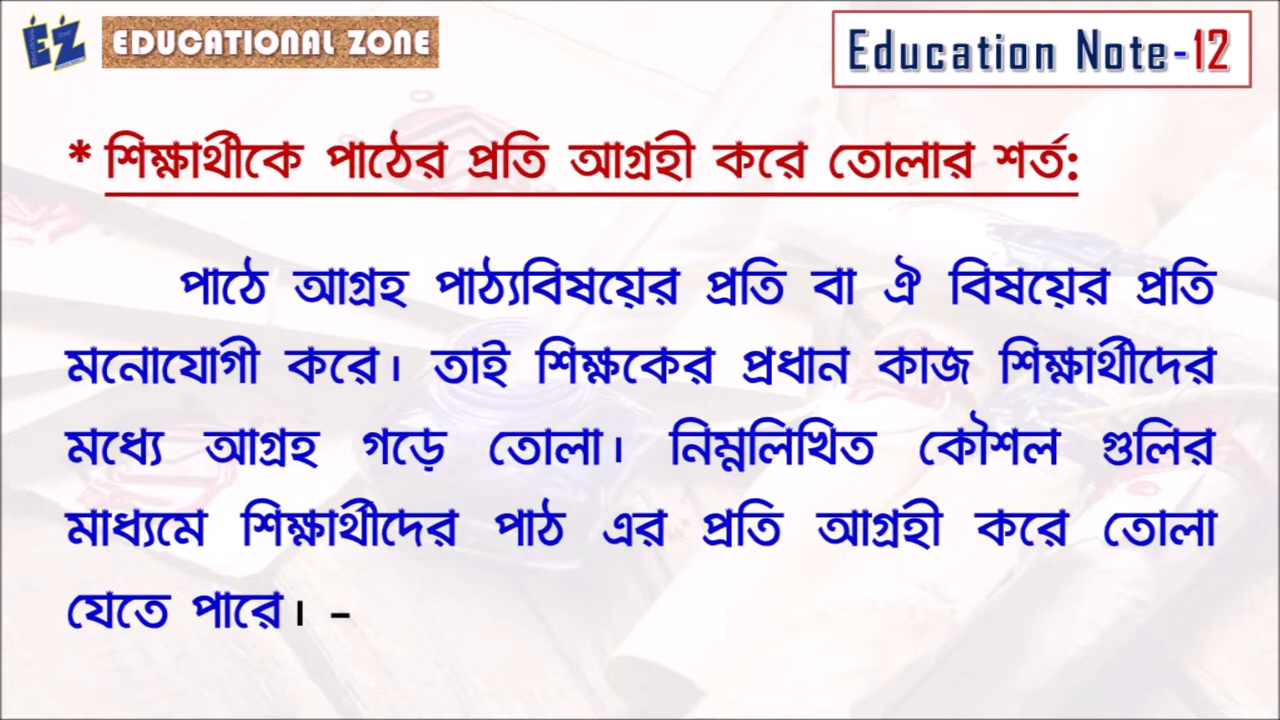 EZ EDUCATIONAL ZONE
Education Note-12
* শিক্ষার্থীকে পাঠের প্রতি আগ্রহী করে তোলার শর্ত:
পাঠে আগ্রহ পাঠ্যবিষয়ের প্রতি বা ঐ বিষয়ের প্রতি
মনোযোগী করে। তাই শিক্ষকের প্রধান কাজ শিক্ষার্থীদের
মধ্যে আগ্রহ গড়ে তোলা। নিম্নলিখিত কৌশল গুলির
মাধ্যমে শিক্ষার্থীদের পাঠ এর প্রতি আগ্রহী করে তোলা
যেতে পারে। –